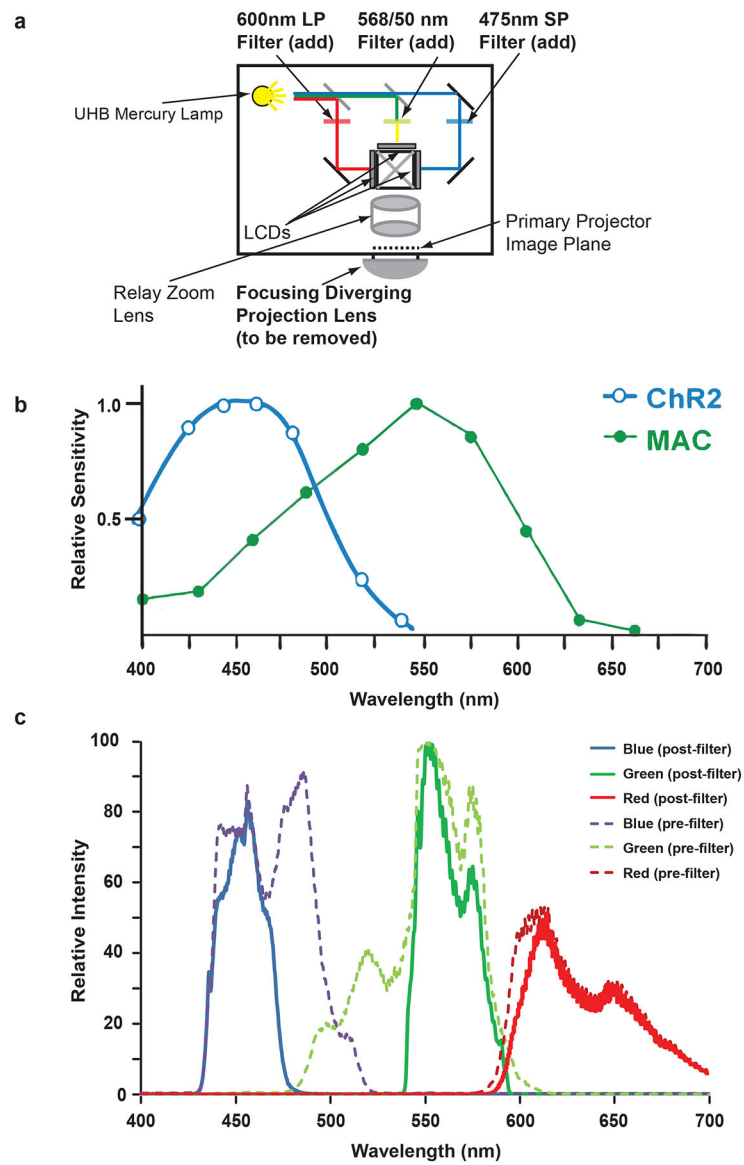 a
600nm LP
Filter (add)
568/50 nm
Filter (add)
475nm SP
Filter (add)
UHB Mercury Lamp
LCDs
Primary Projector
Image Plane
Relay Zoom
Lens
Focusing Diverging
Projection Lens
(to be removed)
b
Relative Sensitivity
1.0
0.5
ChR2
MAC
400 450 500 550 600 650 700
Wavelength (nm)
c
Relative Intensity
100
80
60
40
20
0
Blue (post-filter)
Green (post-filter)
Red (post-filter)
Blue (pre-filter)
Green (pre-filter)
Red (pre-filter)
400 450 500 550 600 650 700
Wavelength (nm)